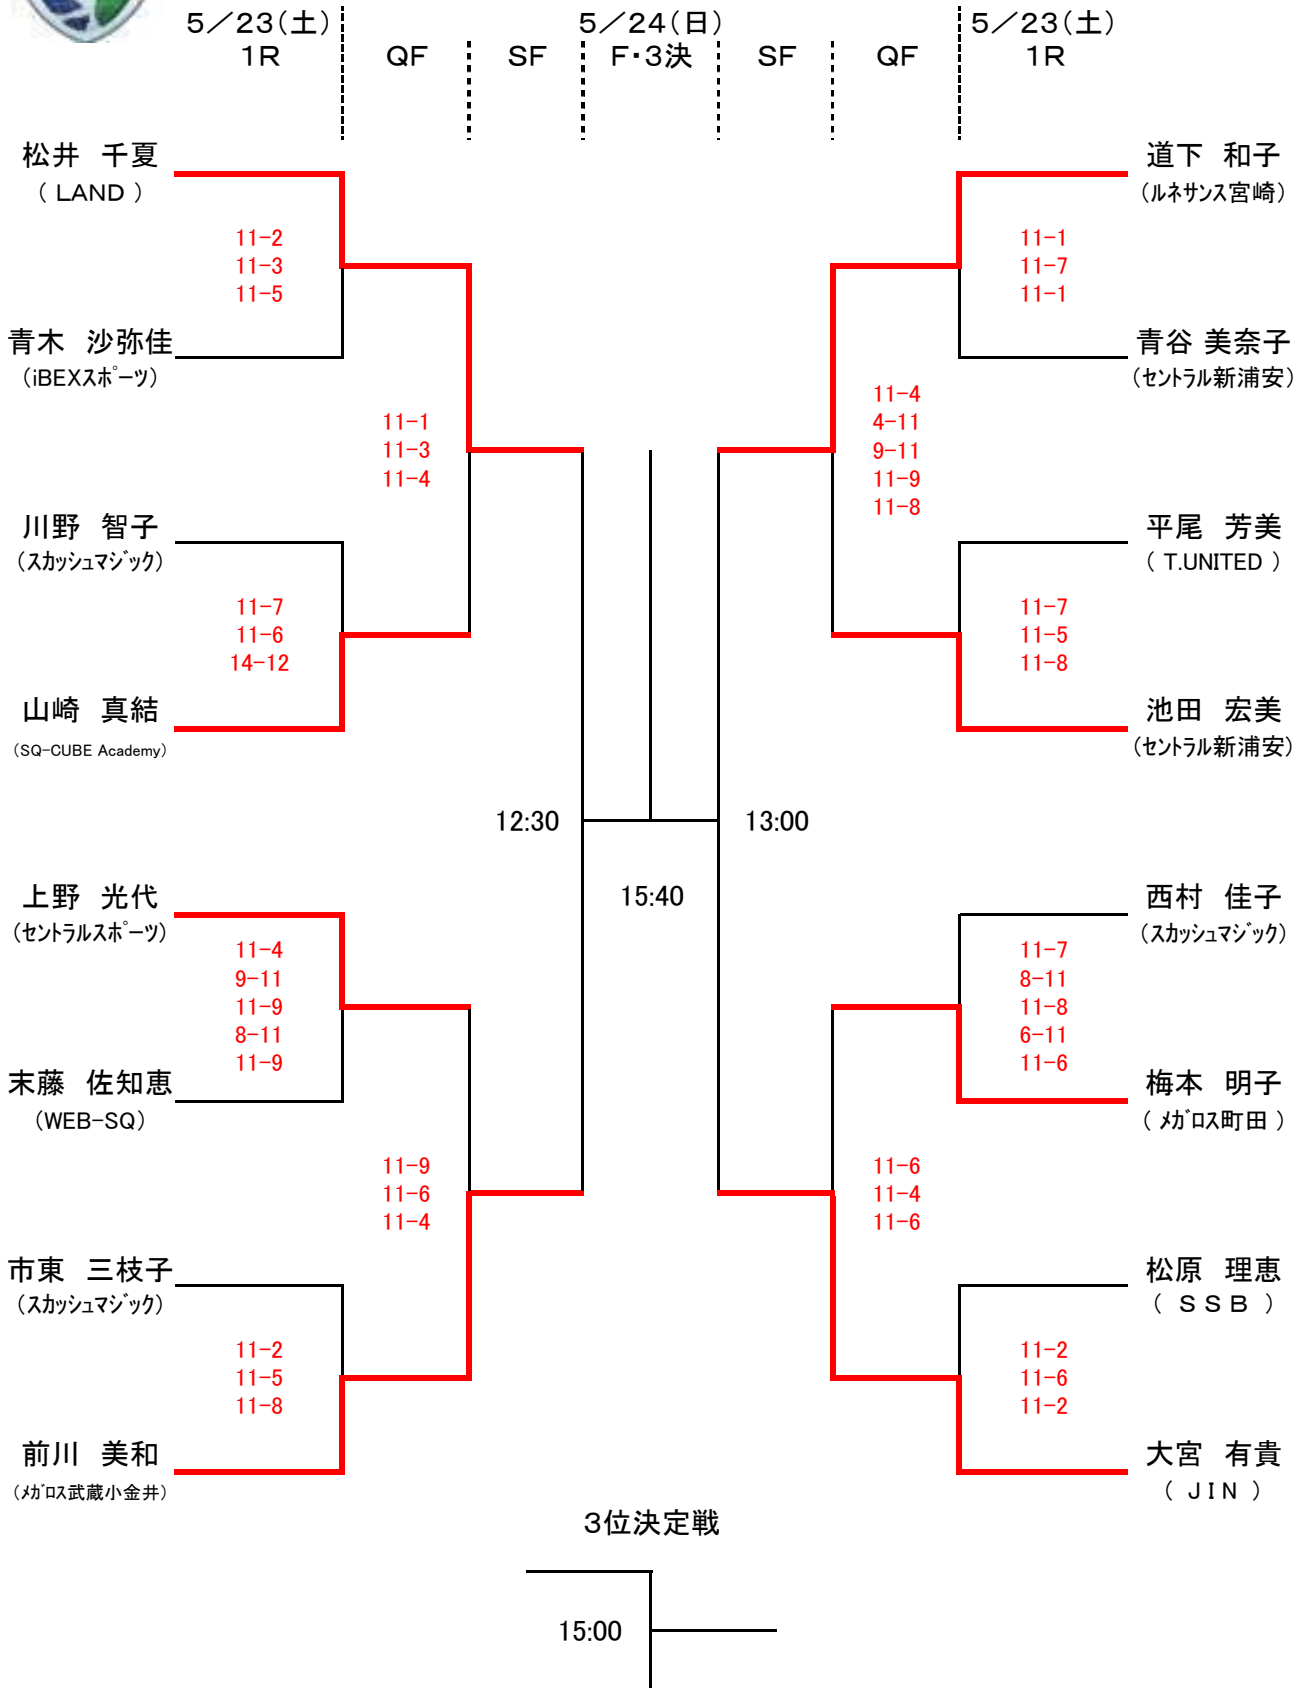 5／23（土） 5／24（日） 5／23（土）
1R QF SF F・3決 SF QF 1R
松井 千夏
（ LAND ）
11-2
11-3
11-5
青木 沙弥佳
（iBEXスポーツ）
11-1
11-3
11-4
川野 智子
（スカッシュマジック）
11-7
11-6
14-12
山崎 真結
（SQ-CUBE Academy）
12:30
上野 光代
（セントラルスポーツ）
11-4
9-11
11-9
8-11
11-9
末藤 佐知恵
（WEB-SQ）
11-9
11-6
11-4
市東 三枝子
（スカッシュマジック）
11-2
11-5
11-8
前川 美和
（メガロス武蔵小金井）
15:40
道下 和子
（ルネサンス宮崎）
11-1
11-7
11-1
青谷 美奈子
（セントラル新浦安）
11-4
4-11
9-11
11-9
11-8
平尾 芳美
（ T.UNITED ）
11-7
11-5
11-8
池田 宏美
（セントラル新浦安）
13:00
西村 佳子
（スカッシュマジック）
11-7
8-11
11-8
6-11
11-6
梅本 明子
（ メガロス町田 ）
11-6
11-4
11-6
松原 理恵
（ ＳＳＢ ）
11-2
11-6
11-2
大宮 有貴
（ ＪＩＮ ）
3位決定戦
15:00